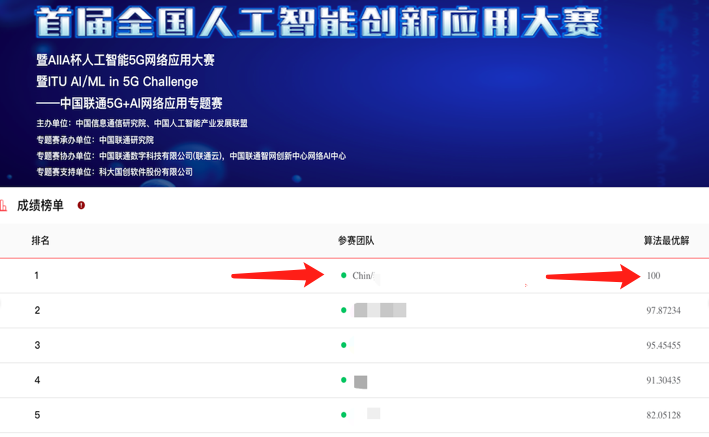 首届全国人工智能创新应用大赛
暨AIIA杯人工智能5G网络应用大赛
暨ITU AI/ML in 5G Challenge
——中国联通5G+AI网络应用专题赛
主办单位：中国信息通信研究院、中国人工智能产业发展联盟
专题赛承办单位：中国联通研究院
专题赛协办单位：中国联通数字科技有限公司(联通云)，中国联通智网创新中心网络AI中心
专题赛支持单位：科大国创软件股份有限公司
成绩榜单
排名 参赛团队 算法最优解
1 Chin/ 100
2 97.87234
3 95.45455
4 91.30435
5 82.05128